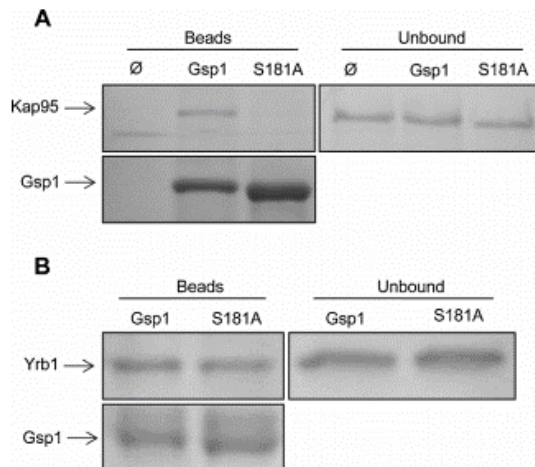 A
Beads Unbound
Ø Gsp1 S181A Ø Gsp1 S181A
Kap95
Gsp1
B
Beads Unbound
Gsp1 S181A Gsp1 S181A
Yrb1
Gsp1